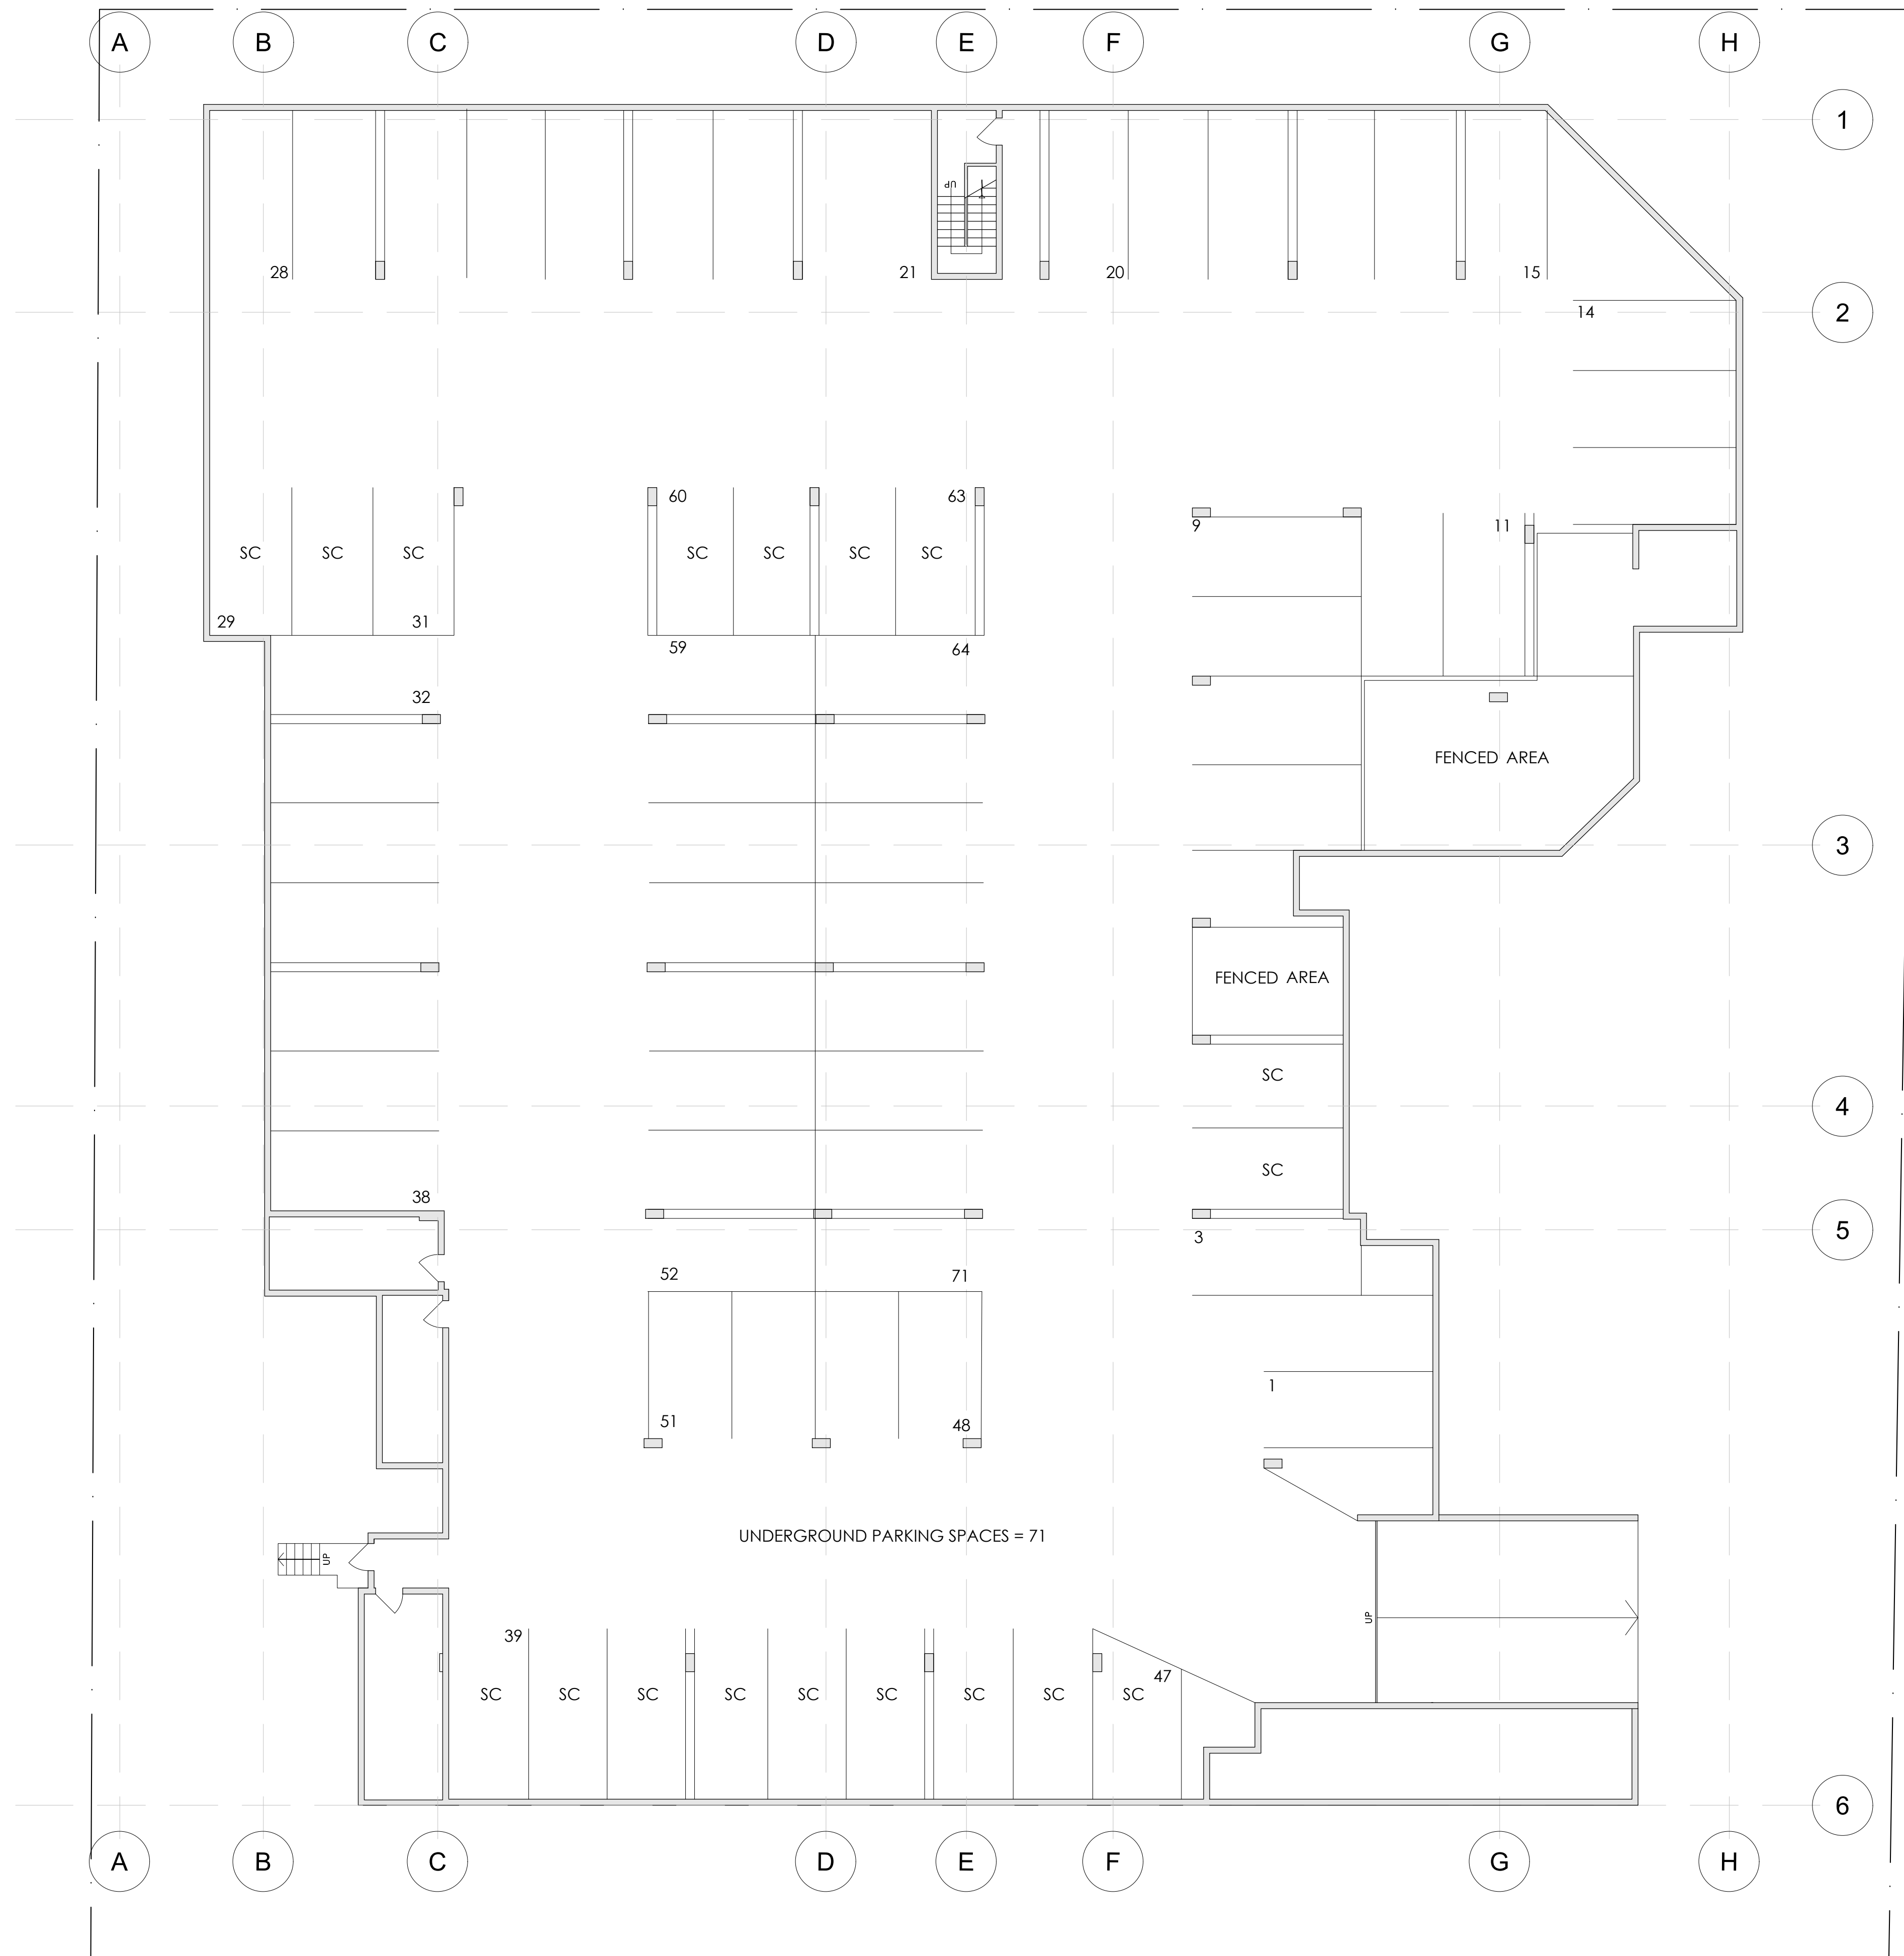 A B C D E F G H
1
UP
28 21 20 15
2
14
60 63
9 11
SC SC SC SC SC SC SC
29 31
59 64
32
FENCED AREA
3
FENCED AREA
SC
4
SC
38
5
3
52 71
1
51 48
UNDERGROUND PARKING SPACES = 71
UP
UP
39
47
SC SC SC SC SC SC SC SC SC
6
A B C D E F G H